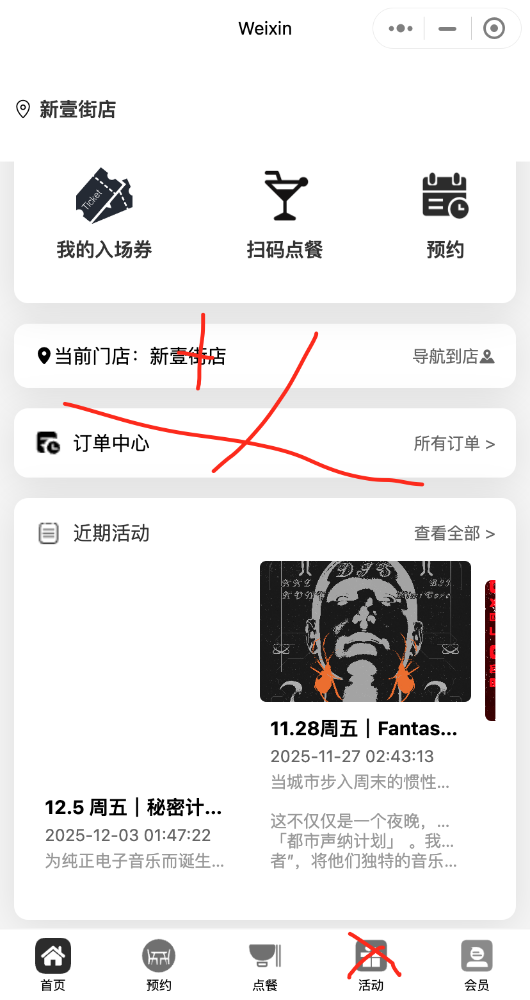 Weixin
新壹街店
Ticket
我的入场券
扫码点餐
预约
当前门店：新壹街店
导航到店
订单中心
所有订单 >
近期活动
查看全部 >
DJS
11.28周五｜Fantas...
2025-11-27 02:43:13
当城市步入周末的惯性...
这不仅仅是一个夜晚，...
「都市声纳计划」 。我...
者”，将他们独特的音乐...
12.5 周五｜秘密计...
2025-12-03 01:47:22
为纯正电子音乐而诞生...
首页
预约
点餐
活动
会员